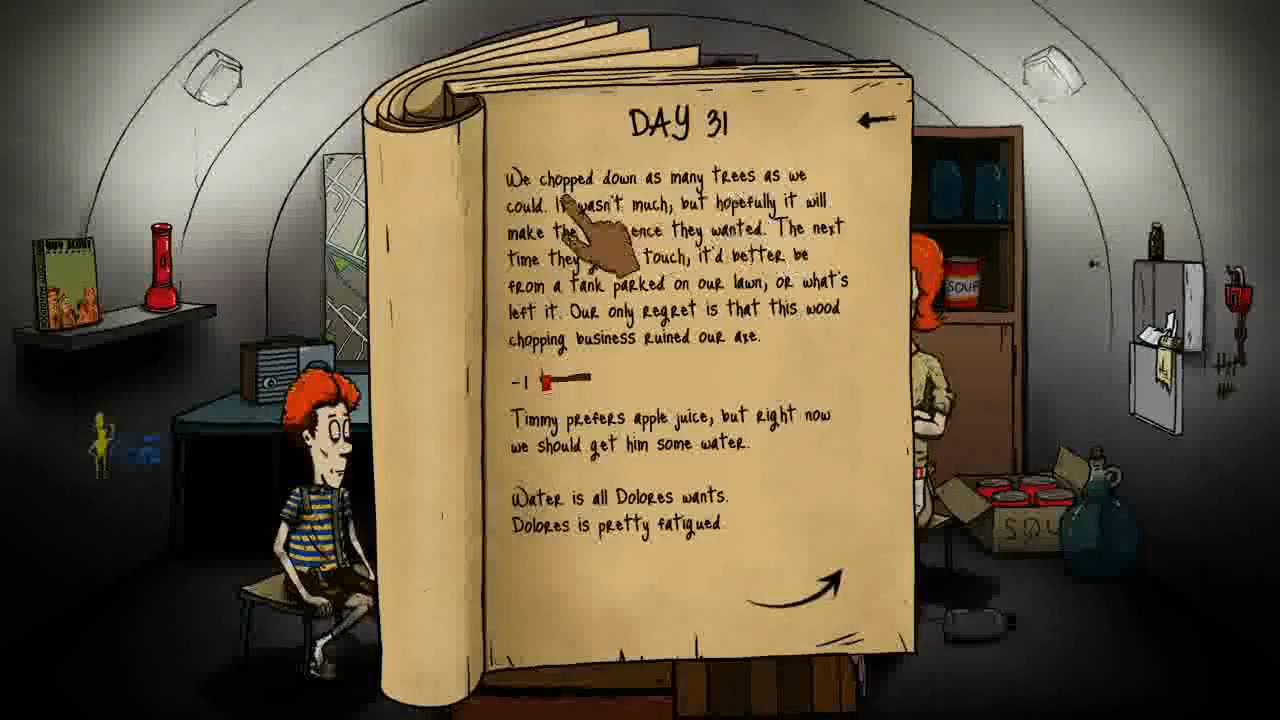 DAY 31
We chopped down as many trees as we
could. It wasn't much, but hopefully it will
make the ence they wanted. The next
time they touch, it'd better be
from a tank parked on our lawn, or what's
left it. Our only regret is that this wood
chopping business ruined our axe.
-1
Timmy prefers apple juice, but right now
we should get him some water.
Water is all Dolores wants.
Dolores is pretty fatigued.
SOUP
SOU